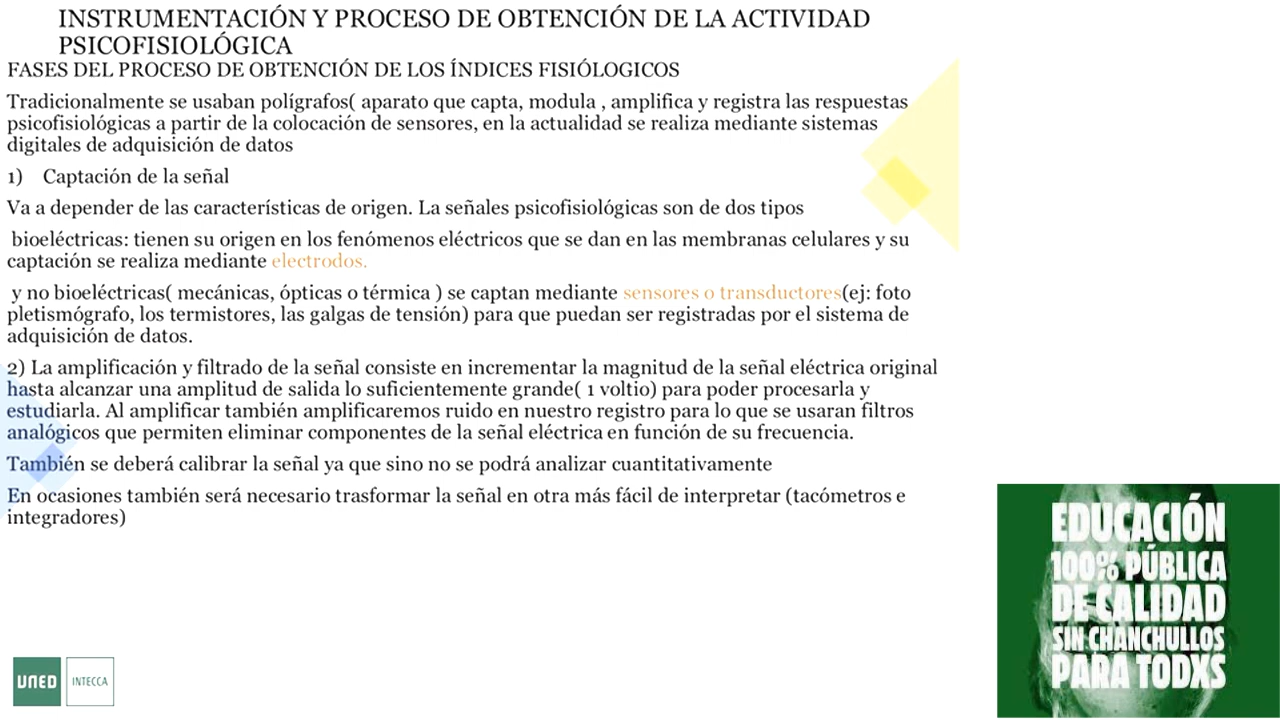 INSTRUMENTACIÓN Y PROCESO DE OBTENCIÓN DE LA ACTIVIDAD
PSICOFISIOLÓGICA
FASES DEL PROCESO DE OBTENCIÓN DE LOS ÍNDICES FISIÓLOGICOS
Tradicionalmente se usaban polígrafos( aparato que capta, modula , amplifica y registra las respuestas
psicofisiológicas a partir de la colocación de sensores, en la actualidad se realiza mediante sistemas
digitales de adquisición de datos
1) Captación de la señal
Va a depender de las características de origen. La señales psicofisiológicas son de dos tipos
bioeléctricas: tienen su origen en los fenómenos eléctricos que se dan en las membranas celulares y su
captación se realiza mediante electrodos.
y no bioeléctricas( mecánicas, ópticas o térmica ) se captan mediante sensores o transductores(ej: foto
pletismógrafo, los termistores, las galgas de tensión) para que puedan ser registradas por el sistema de
adquisición de datos.
2) La amplificación y filtrado de la señal consiste en incrementar la magnitud de la señal eléctrica original
hasta alcanzar una amplitud de salida lo suficientemente grande( 1 voltio) para poder procesarla y
estudiarla. Al amplificar también amplificaremos ruido en nuestro registro para lo que se usaran filtros
analógicos que permiten eliminar componentes de la señal eléctrica en función de su frecuencia.
También se deberá calibrar la señal ya que sino no se podrá analizar cuantitativamente
En ocasiones también será necesario trasformar la señal en otra más fácil de interpretar (tacómetros e
integradores)
UNED INTECCA
EDUCACIÓN
100% PÚBLICA
DE CALIDAD
SIN CHANCHULLOS
PARA TODXS